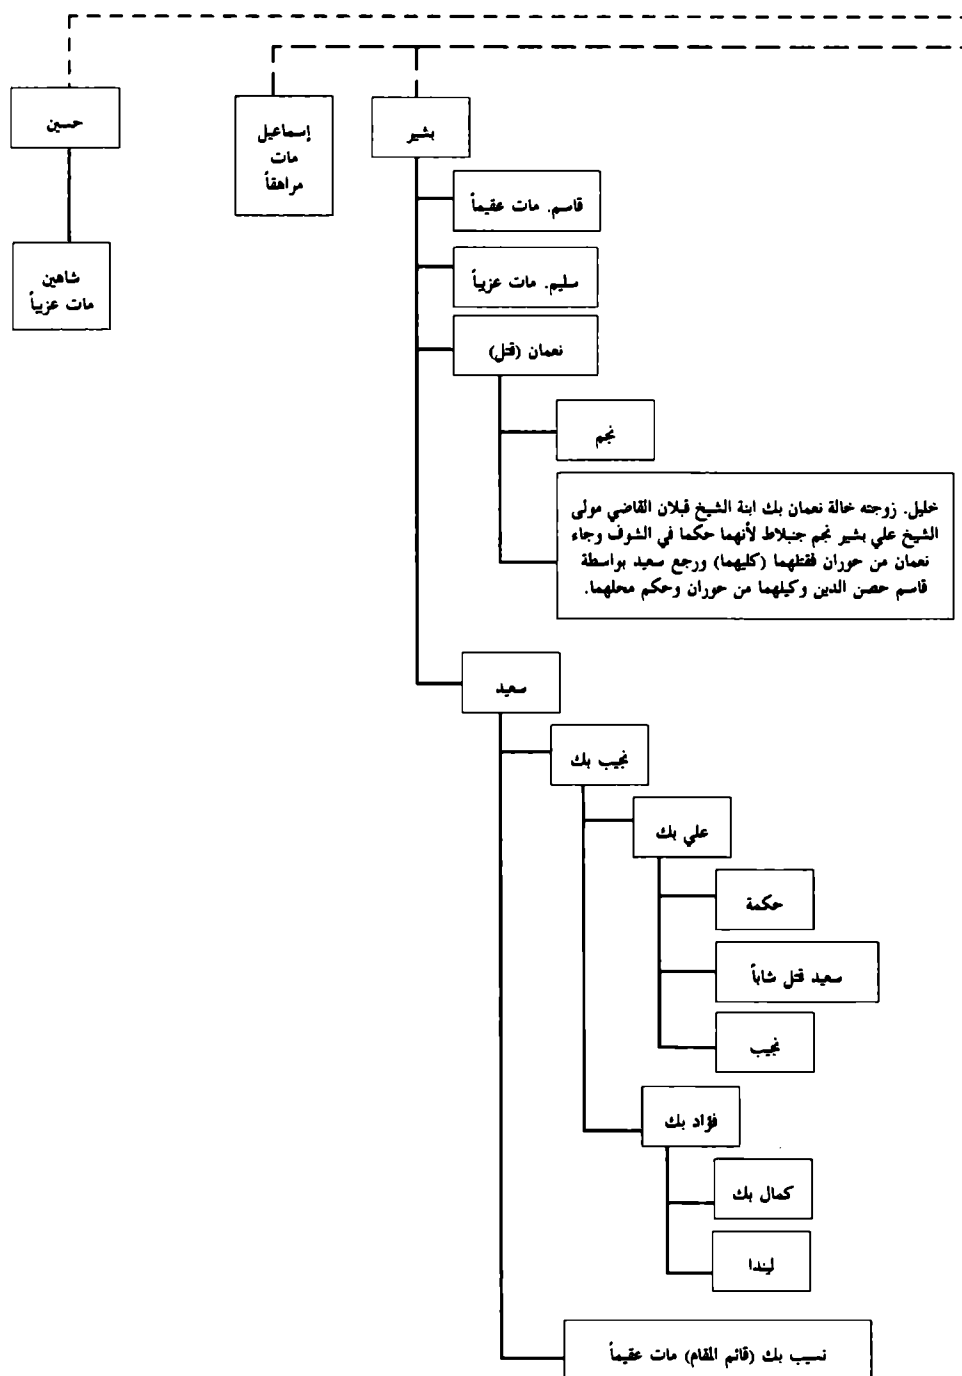 حسين
شاهين
مات عزبياً
إسماعيل
مات
مراهقاً
بشير
قاسم. مات عقيماً
سليم. مات عزبياً
نعمان (قتل)
نجم
خليل. زوجته خالة نعمان بك ابنة الشيخ قبلان القاضي مولى
الشيخ علي بشير نجم جنبلاط لأنهما حكما في الشوف وجاء
نعمان من حوران فقتلهما (كليهما) ورجع سعيد بواسطة
قاسم حصن الدين وكيلهما من حوران وحكم محلهما.
سعيد
نجيب بك
علي بك
حكمة
سعيد قتل شاباً
نجيب
فؤاد بك
كمال بك
ليندا
نسيب بك (قائم المقام) مات عقيماً